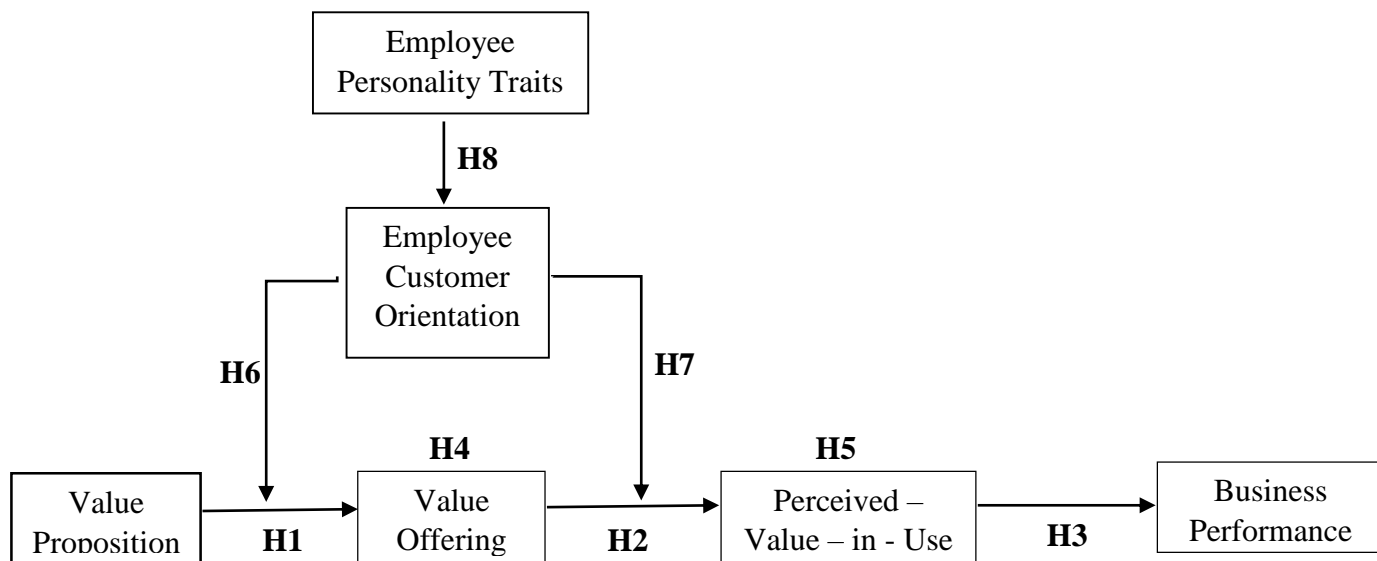 Employee
Personality Traits
H8
Employee
Customer
Orientation
H6
H7
H4
H5
Value
Proposition
H1
Value
Offering
H2
Perceived –
Value – in - Use
H3
Business
Performance